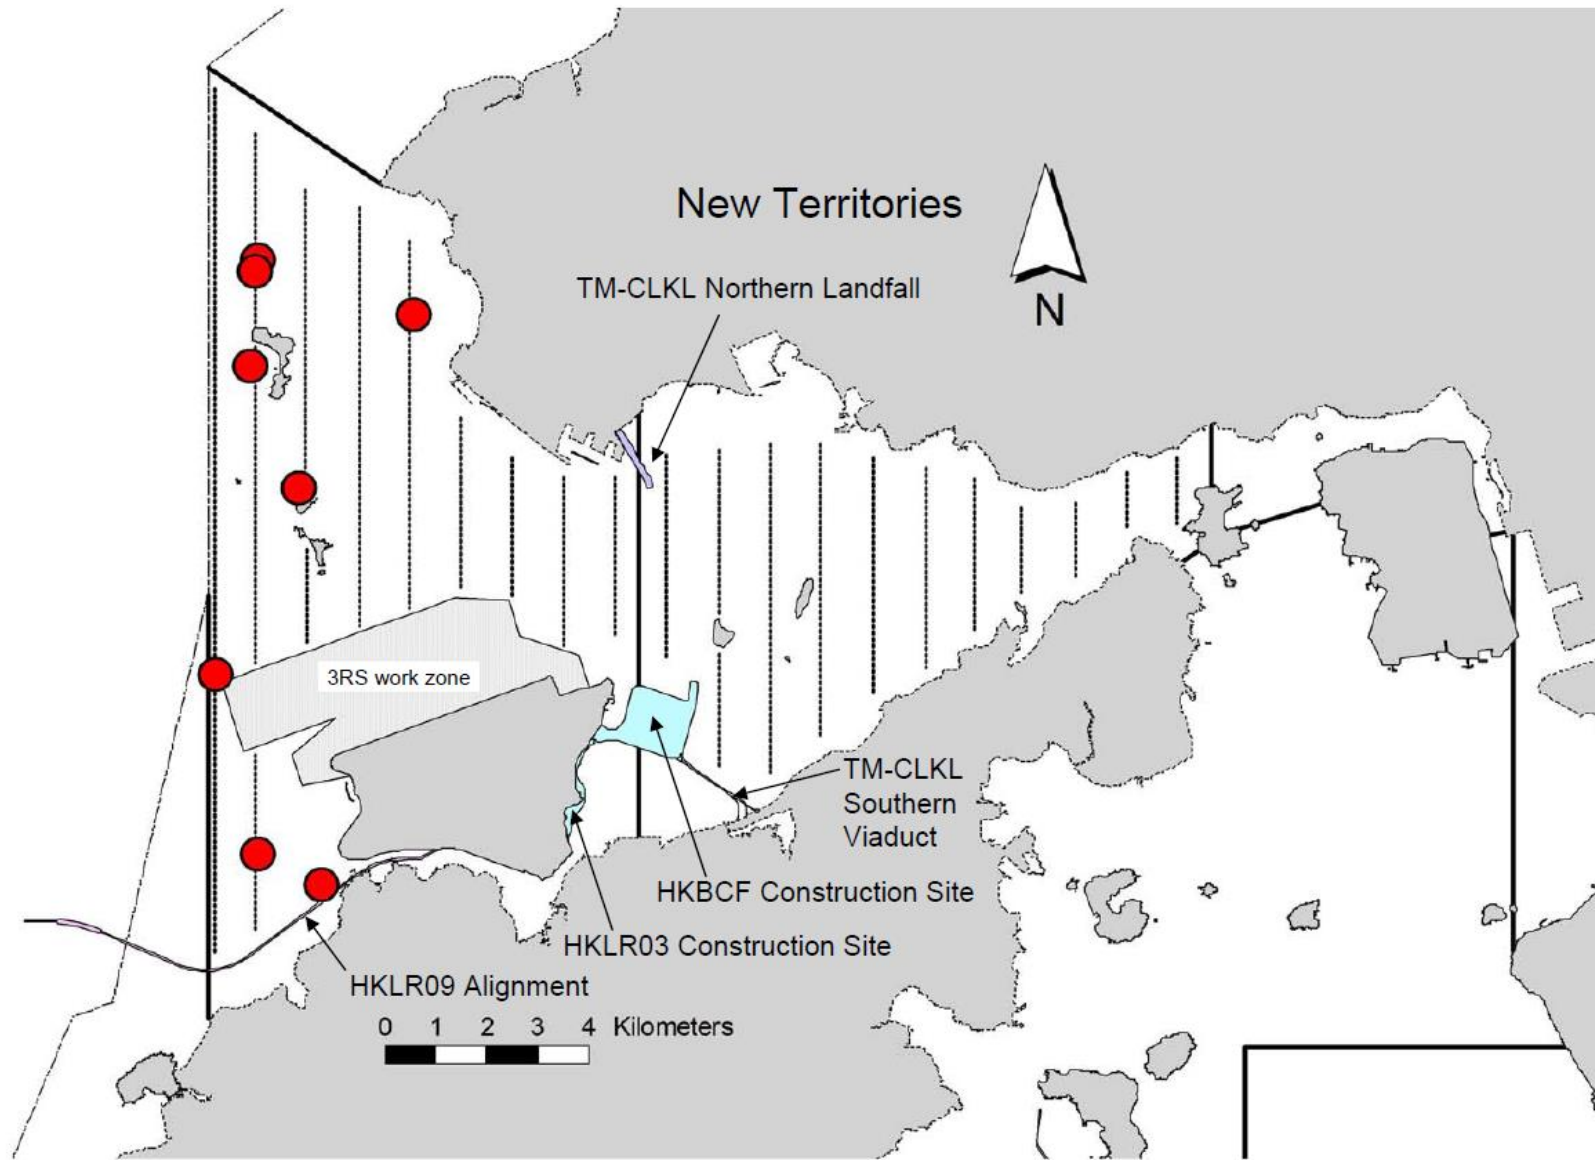 New Territories
TM-CLKL Northern Landfall
N
3RS work zone
TM-CLKL
Southern
Viaduct
HKBCF Construction Site
HKLR03 Construction Site
HKLR09 Alignment
0 1 2 3 4 Kilometers